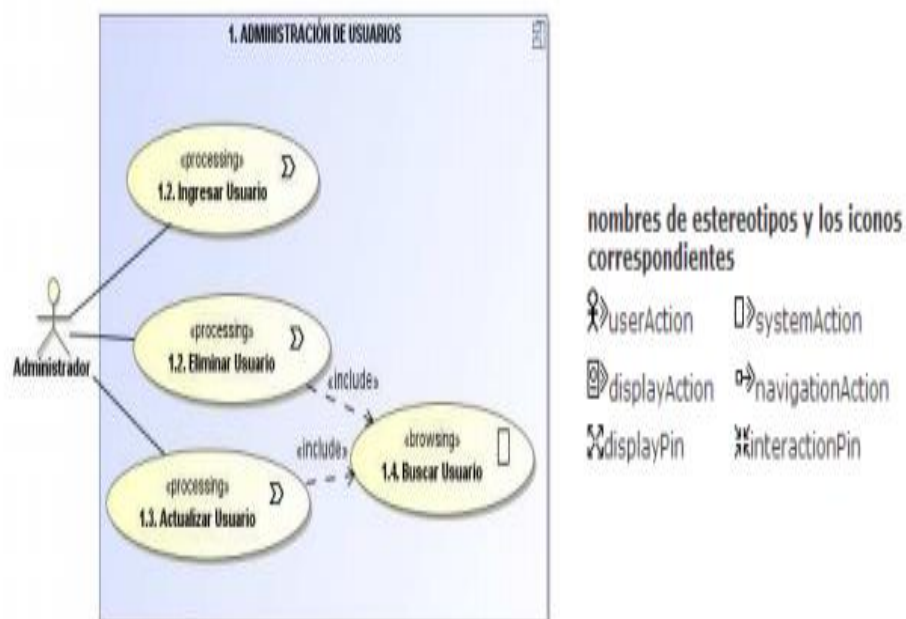 1. ADMINISTRACIÓN DE USUARIOS
«processing»
1.2. Ingresar Usuario
«processing»
1.2. Eliminar Usuario
«include»
Administrador
«browsing»
1.4. Buscar Usuario
«include»
«processing»
1.3. Actualizar Usuario
nombres de estereotipos y los iconos
correspondientes
userAction
systemAction
displayAction
navigationAction
displayPin
interactionPin